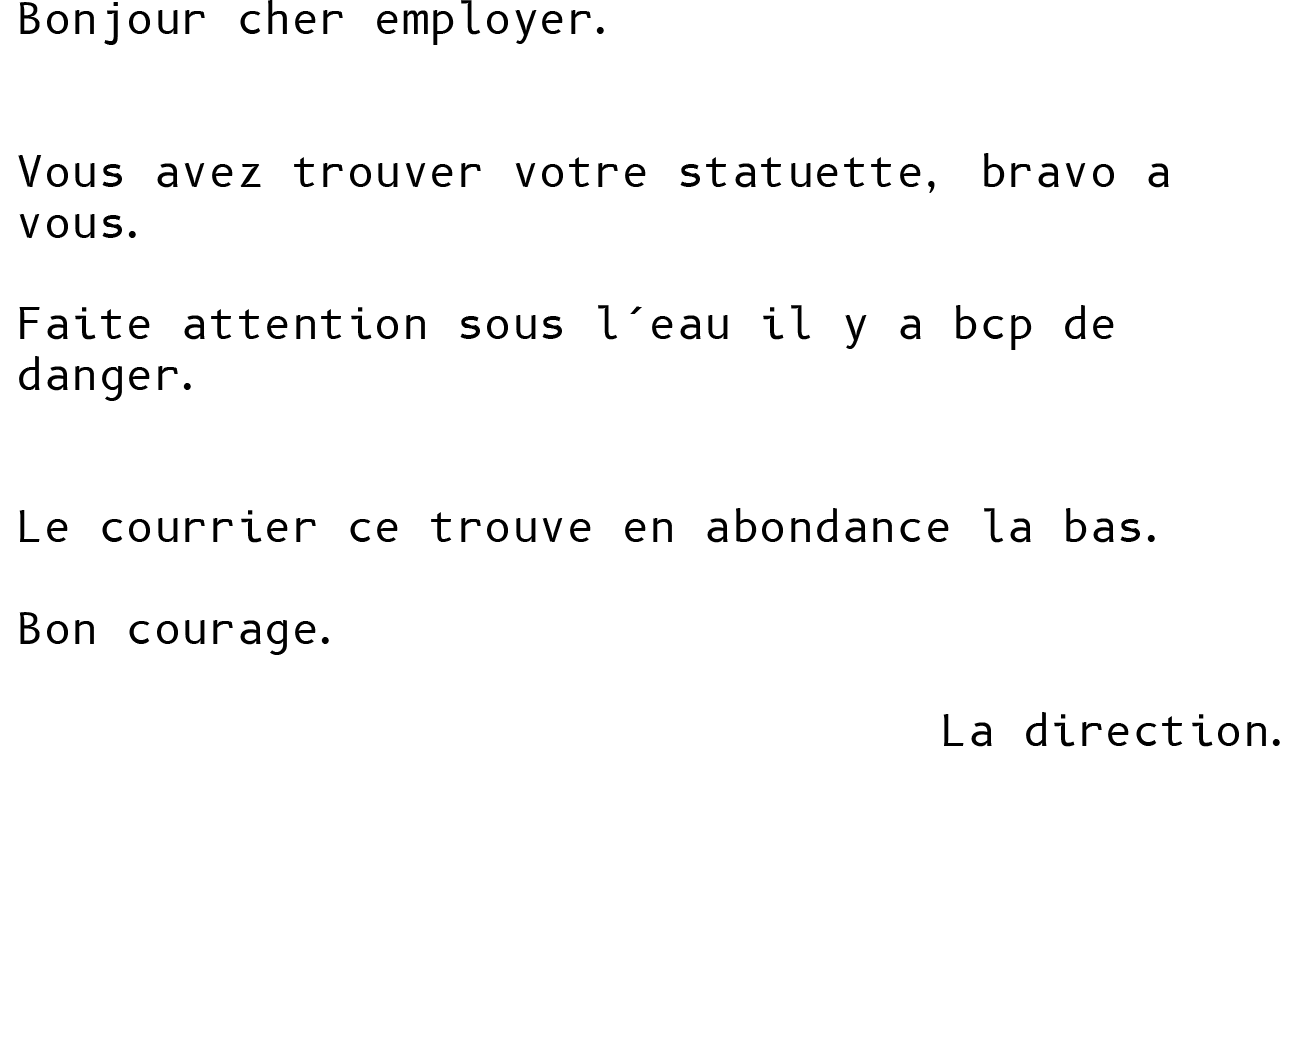 Bonjour cher employer.
Vous avez trouver votre statuette, bravo a
vous.
Faite attention sous l´eau il y a bcp de
danger.
Le courrier ce trouve en abondance la bas.
Bon courage.
La direction.